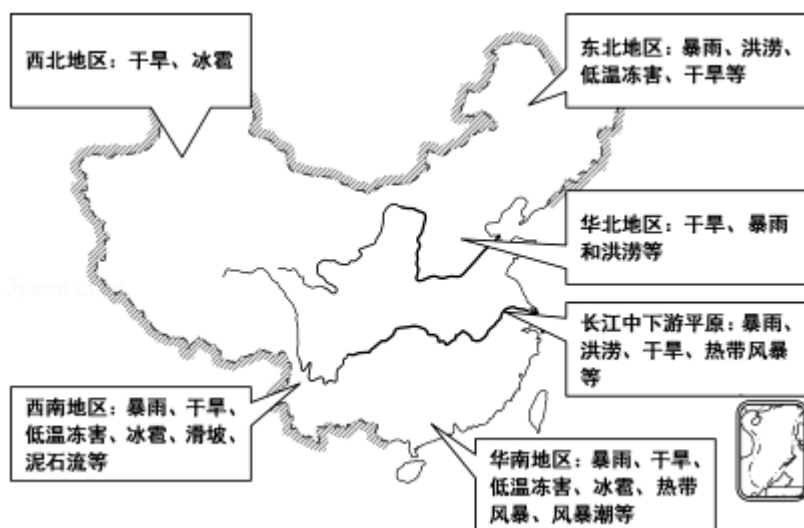 西北地区：干旱、冰雹
东北地区：暴雨、洪涝、
低温冻害、干旱等
华北地区：干旱、暴雨
和洪涝等
长江中下游平原：暴雨、
洪涝、干旱、热带风暴
等
西南地区：暴雨、干旱、
低温冻害、冰雹、滑坡、
泥石流等
华南地区：暴雨、干旱、
低温冻害、冰雹、热带
风暴、风暴潮等